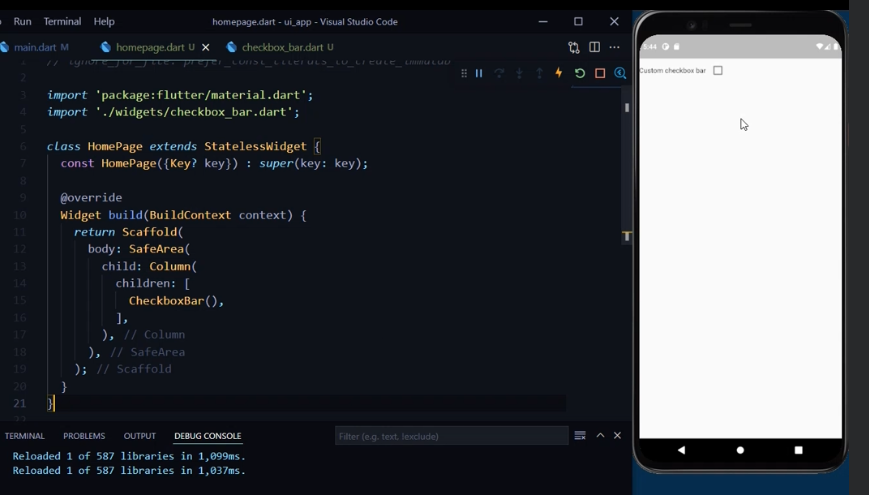 Run Terminal Help homepage.dart - ui_app - Visual Studio Code
main.dart M homepage.dart U checkbox_bar.dart U
1 // ignore_for_file: prefer_const_literals_to_create_immutab
2
3 import 'package:flutter/material.dart';
4 import './widgets/checkbox_bar.dart';
5
6 class HomePage extends StatelessWidget {
7 const HomePage({Key? key}) : super(key: key);
8
9 @override
10 Widget build(BuildContext context) {
11 return Scaffold(
12 body: SafeArea(
13 child: Column(
14 children: [
15 CheckboxBar(),
16 ],
17 ), // Column
18 ), // SafeArea
19 ); // Scaffold
20 }
21 }
22
TERMINAL PROBLEMS OUTPUT DEBUG CONSOLE Filter (e.g. text, !exclude)
Reloaded 1 of 587 libraries in 1,099ms.
Reloaded 1 of 587 libraries in 1,037ms.
5:44
Custom checkbox bar